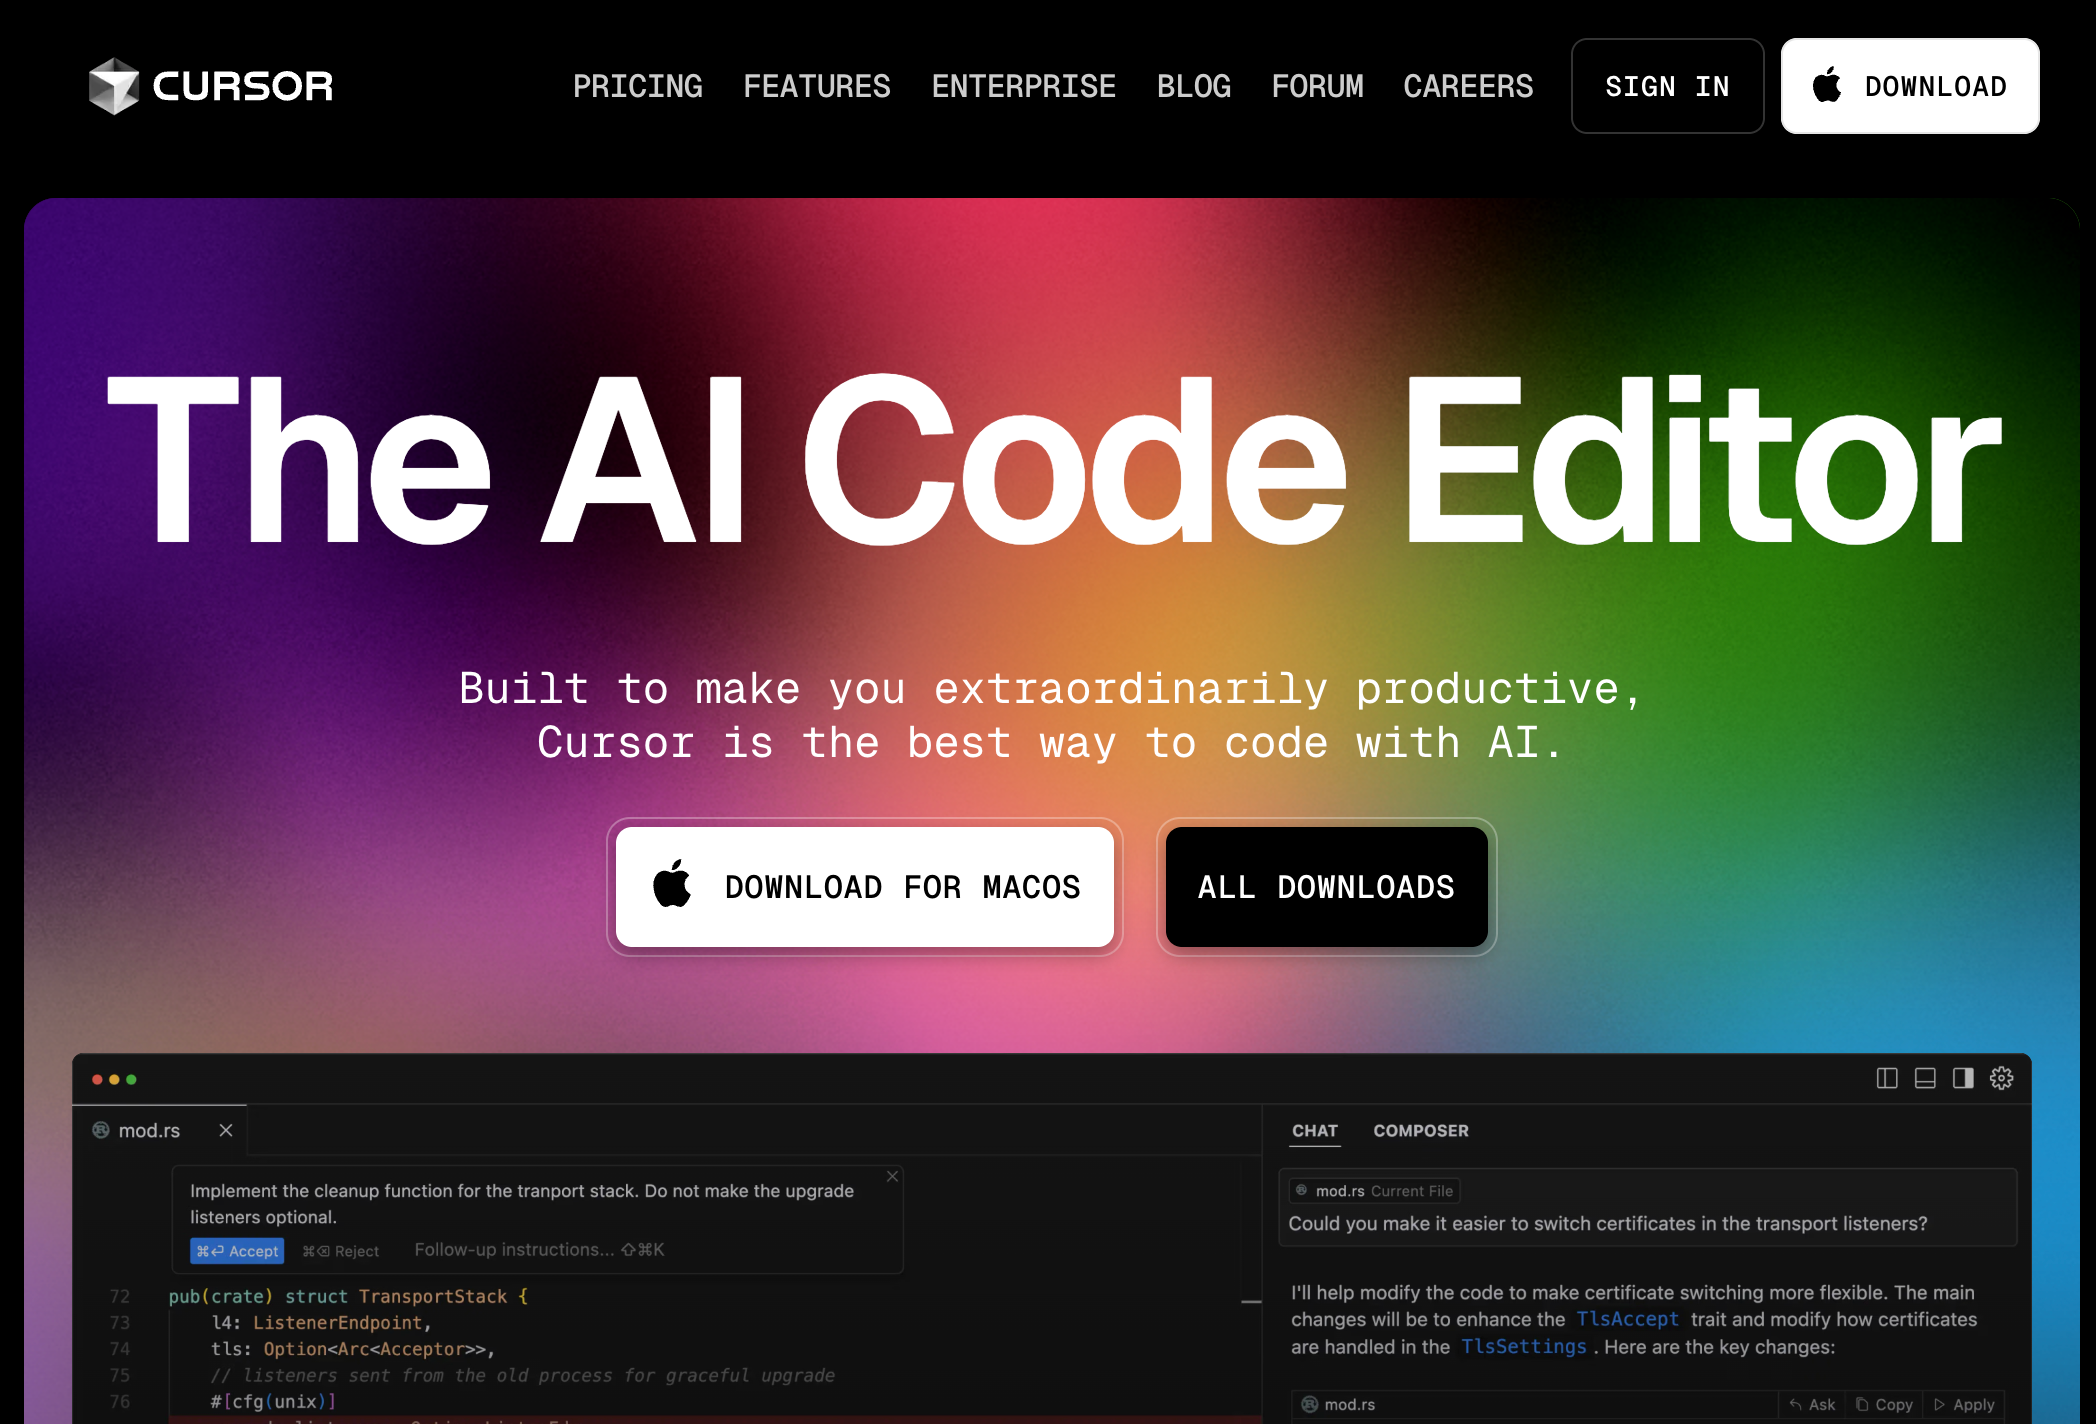 CURSOR
PRICING FEATURES ENTERPRISE BLOG FORUM CAREERS SIGN IN DOWNLOAD
The AI Code Editor
Built to make you extraordinarily productive,
Cursor is the best way to code with AI.
DOWNLOAD FOR MACOS ALL DOWNLOADS
mod.rs
Implement the cleanup function for the tranport stack. Do not make the upgrade
listeners optional.
⌘⏎ Accept ⌘⌫ Reject Follow-up instructions... ⇧⌘K
72 pub(crate) struct TransportStack {
73 l4: ListenerEndpoint,
74 tls: Option<Arc<Acceptor>>,
75 // listeners sent from the old process for graceful upgrade
76 #[cfg(unix)]
CHAT COMPOSER
mod.rs Current File
Could you make it easier to switch certificates in the transport listeners?
I'll help modify the code to make certificate switching more flexible. The main
changes will be to enhance the TlsAccept trait and modify how certificates
are handled in the TlsSettings . Here are the key changes:
mod.rs Ask Copy Apply